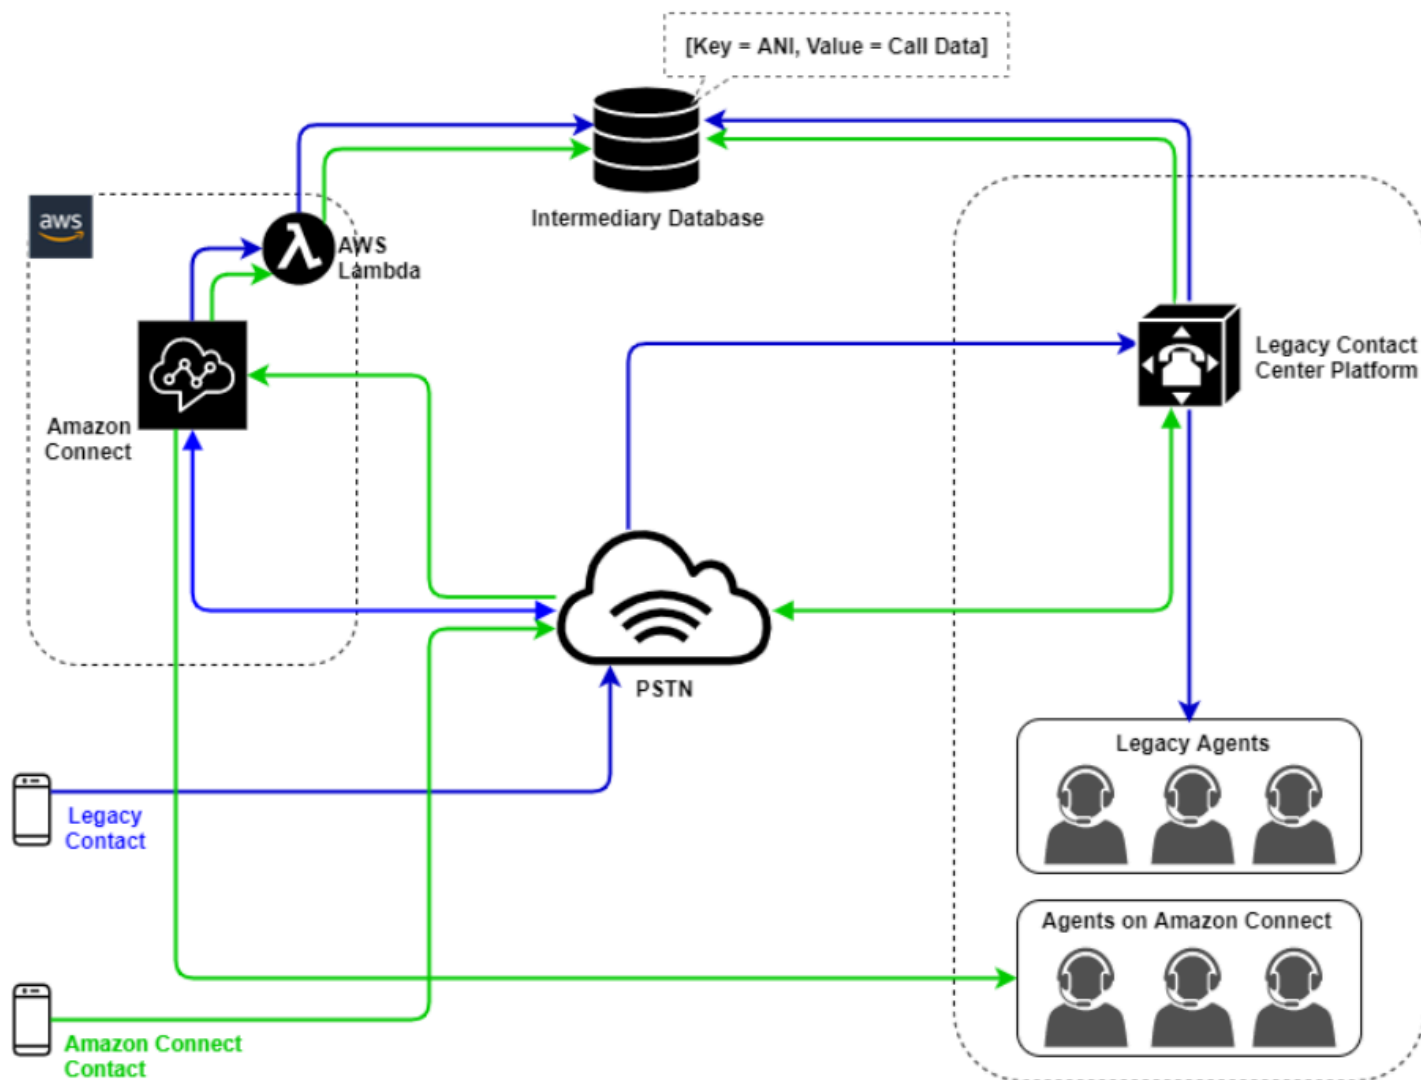 [Key = ANI, Value = Call Data]
aws
Intermediary Database
AWS
Lambda
Legacy Contact
Center Platform
Amazon
Connect
PSTN
Legacy Agents
Legacy
Contact
Agents on Amazon Connect
Amazon Connect
Contact